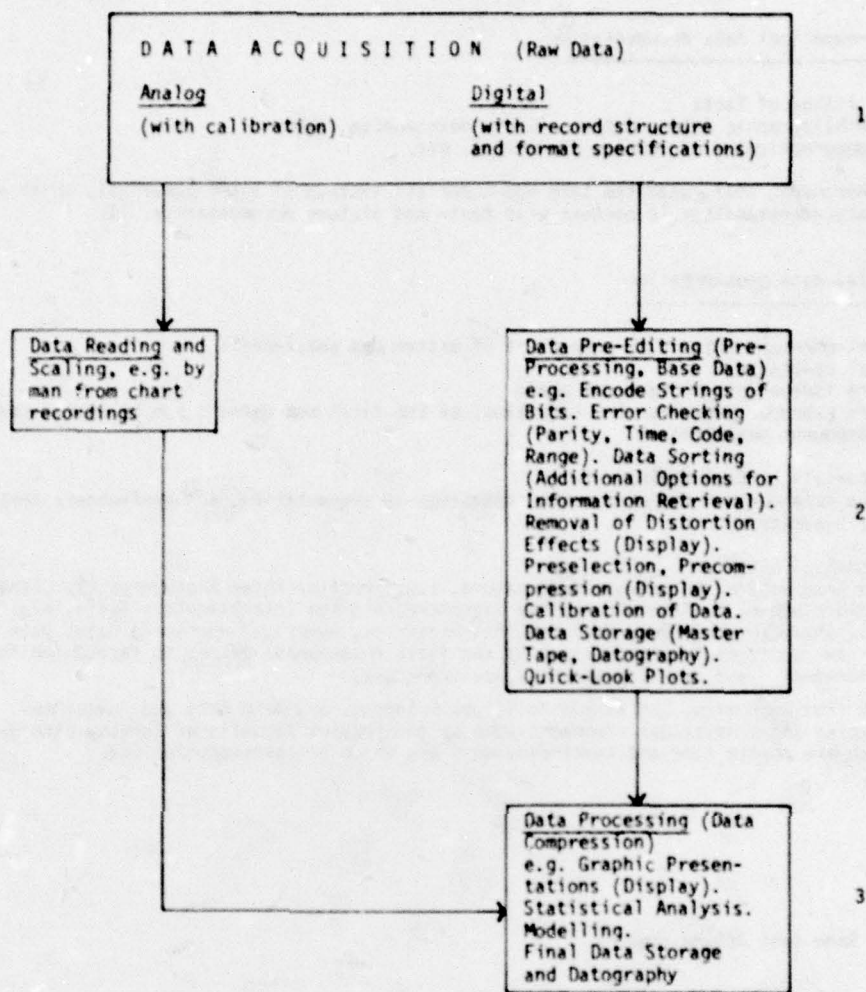 DATA ACQUISITION (Raw Data)
Analog
(with calibration)
Digital
(with record structure
and format specifications)
1
Data Reading and
Scaling, e.g. by
man from chart
recordings
Data Pre-Editing (Pre-
Processing, Base Data)
e.g. Encode Strings of
Bits. Error Checking
(Parity, Time, Code,
Range). Data Sorting
(Additional Options for
Information Retrieval).
Removal of Distortion
Effects (Display).
Preselection, Precom-
pression (Display).
Calibration of Data.
Data Storage (Master
Tape, Datography).
Quick-Look Plots.
2
Data Processing (Data
Compression)
e.g. Graphic Presen-
tations (Display).
Statistical Analysis.
Modelling.
Final Data Storage
and Datography
3